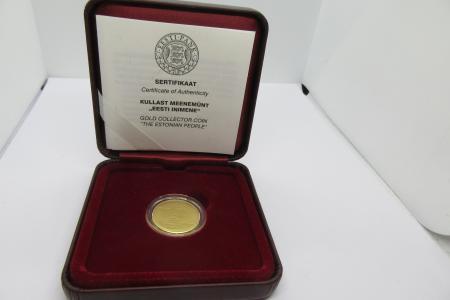 EESTI PANK
SERTIFIKAAT
Certificate of Authenticity
KULLAST MEENEMÜNT
„EESTI INIMENE"
GOLD COLLECTOR COIN
"THE ESTONIAN PEOPLE"